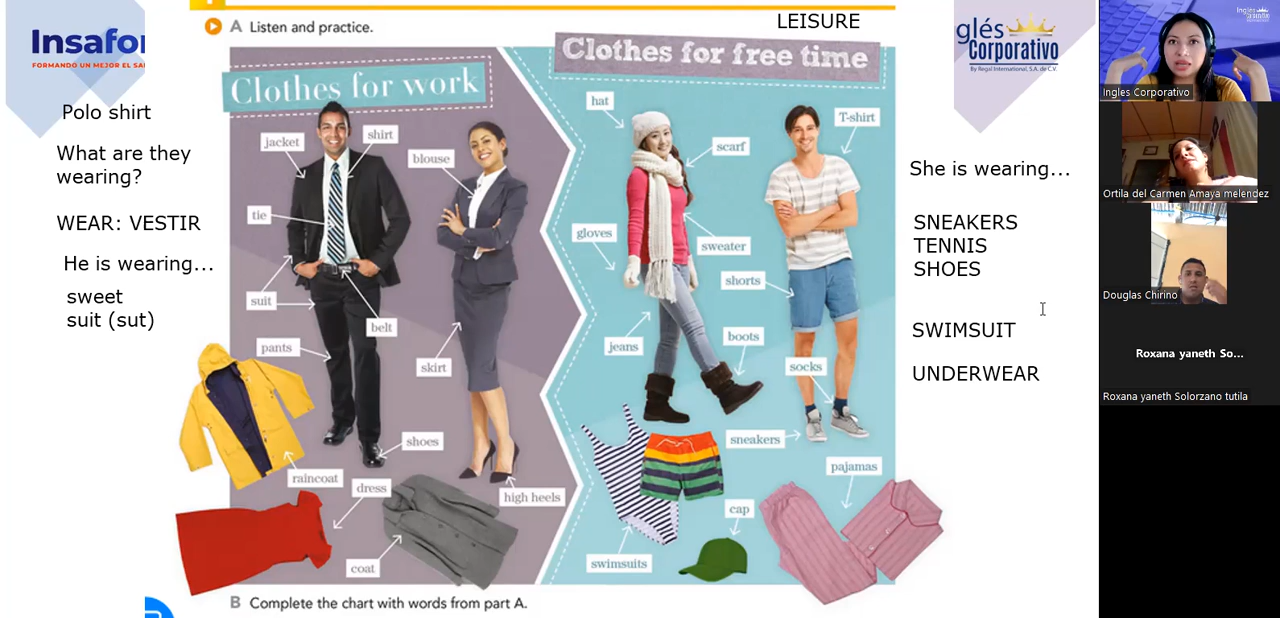 Insafor
FORMANDO UN MEJOR EL SAL
A Listen and practice.
LEISURE
glés
Corporativo
By Regal International, S.A. de C.V.
Clothes for work
Clothes for free time
Polo shirt
What are they
wearing?
WEAR: VESTIR
He is wearing...
sweet
suit (sut)
jacket
shirt
blouse
tie
suit
belt
pants
skirt
shoes
raincoat
dress
high heels
coat
hat
T-shirt
scarf
gloves
sweater
shorts
jeans
boots
socks
sneakers
pajamas
cap
swimsuits
She is wearing...
SNEAKERS
TENNIS
SHOES
SWIMSUIT
UNDERWEAR
B Complete the chart with words from part A.
Ingles Corporativo
Ortila del Carmen Amaya melendez
Douglas Chirino
Roxana yaneth So...
Roxana yaneth Solorzano tutila